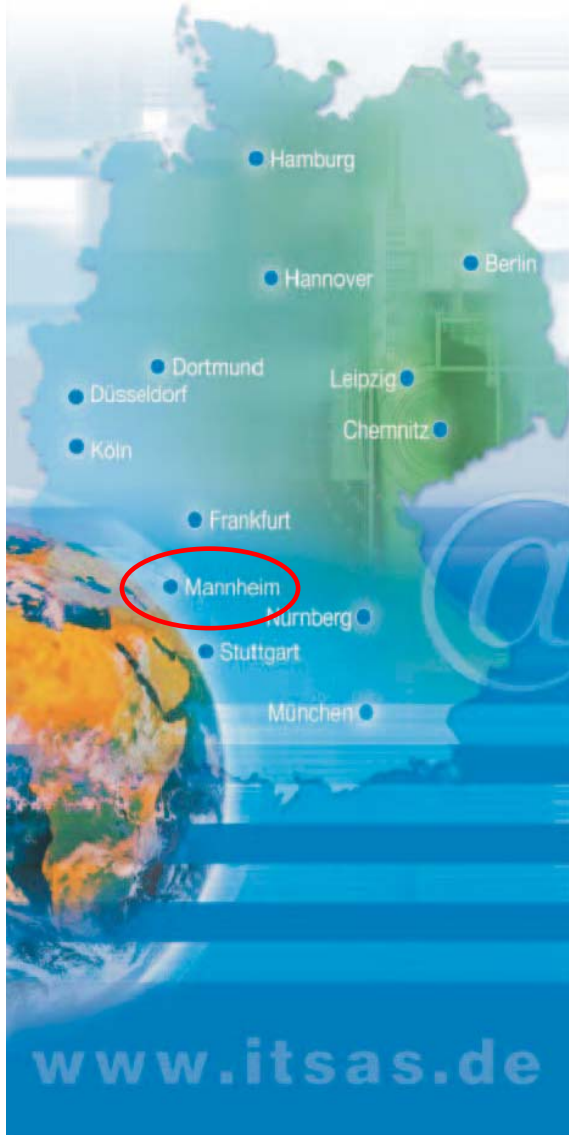 Hamburg
Berlin
Hannover
Dortmund
Leipzig
Düsseldorf
Chemnitz
Köln
Frankfurt
Mannheim
Nürnberg
Stuttgart
München
@
www.itsas.de